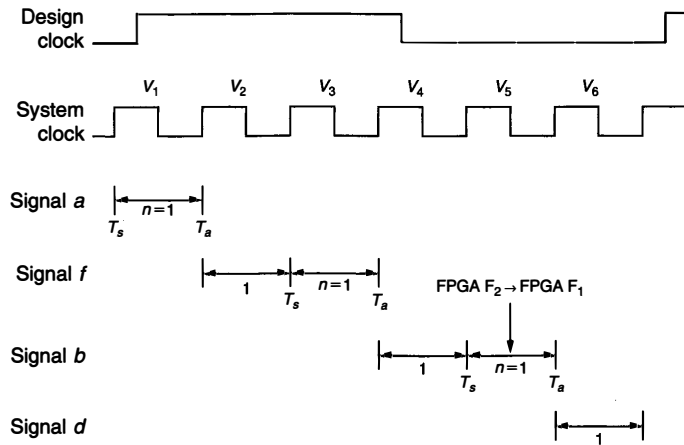 Design
clock
V₁ V₂ V₃ V₄ V₅ V₆
System
clock
Signal a
n=1
Tₛ Tₐ
Signal f
1 n=1
Tₛ Tₐ
FPGA F₂→FPGA F₁
Signal b
1 n=1
Tₛ Tₐ
Signal d
1